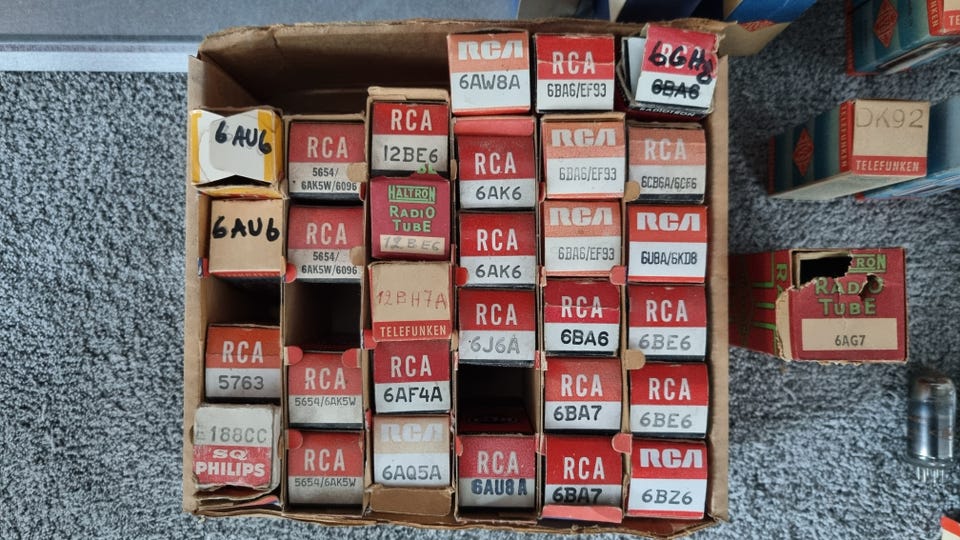 6AU6
6AU6
RCA
5763
E188CC
SQ
PHILIPS
RCA
5654/
6AK5W/6096
RCA
5654/
6AK5W/6096
RCA
5654/6AK5W
RCA
5654/6AK5W
RCA
12BE6
HALTRON
RADIO
TUBE
12BE6
12BH7A
TELEFUNKEN
RCA
6AF4A
RCA
6AQ5A
RCA
6AW8A
RCA
6AK6
RCA
6AK6
RCA
6J6A
RCA
6AU8A
RCA
6BA6/EF93
RCA
6BA6/EF93
RCA
6BA6/EF93
RCA
6BA6
RCA
6BA7
RCA
6BA7
RCA
6BA6
RADIOTRON
RCA
6CB6A/6CF6
RCA
6U8A/6KD8
RCA
6BE6
RCA
6BE6
RCA
6BZ6
DK92
TELEFUNKEN
HALTRON
RADIO
TUBE
6AG7